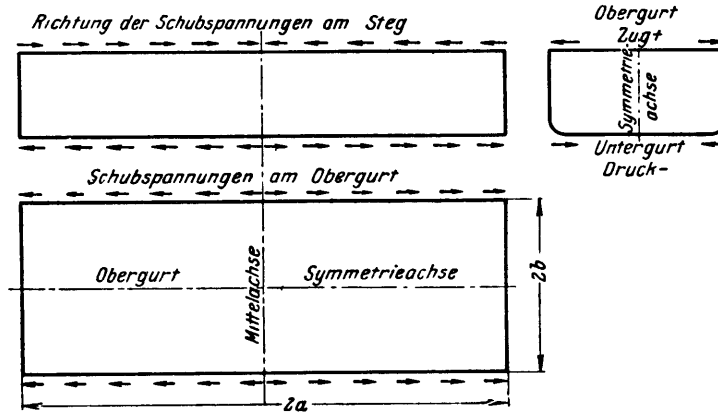 Richtung der Schubspannungen am Steg
Obergurt
Zug+
Symmetrie-
achse
Untergurt
Druck-
Schubspannungen am Obergurt
Obergurt
Mittelachse
Symmetrieachse
2b
2a